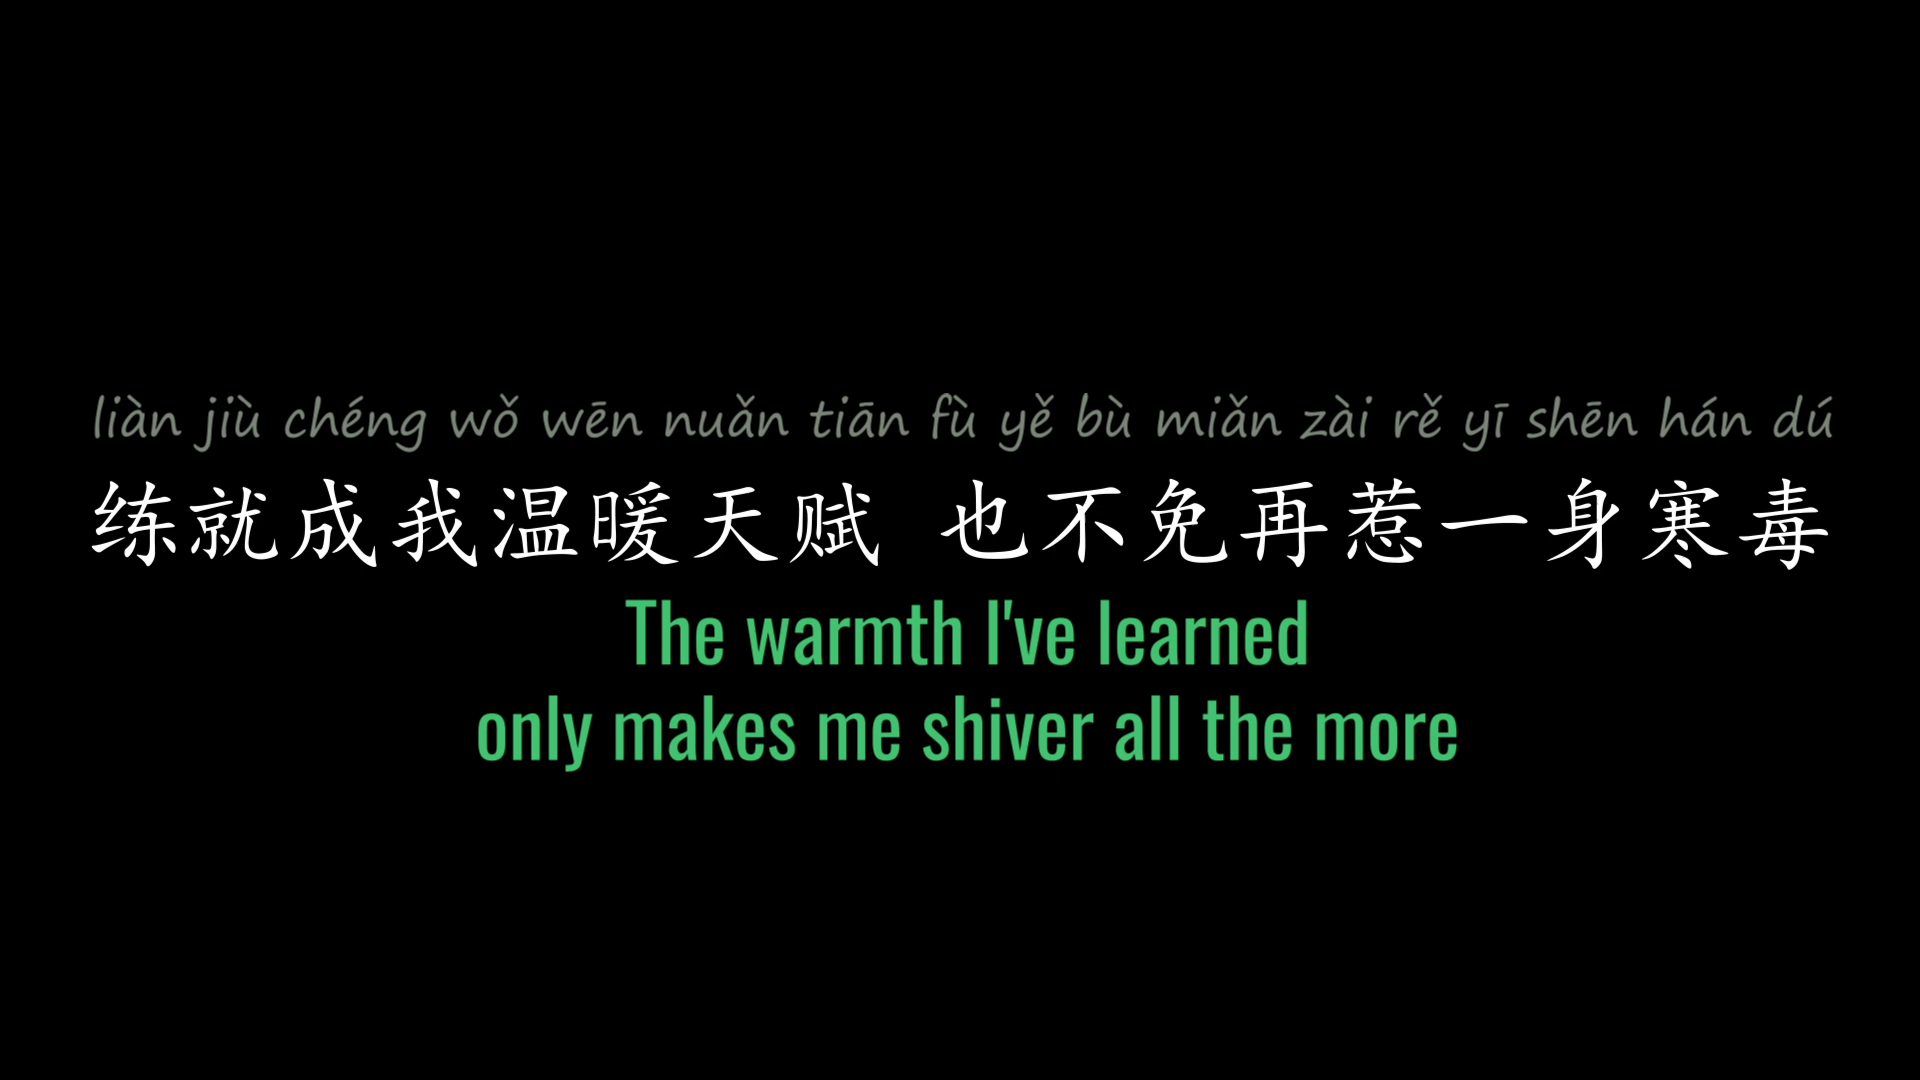 liàn jiù chéng wǒ wēn nuǎn tiān fù yě bù miǎn zài rě yī shēn hán dú
练就成我温暖天赋 也不免再惹一身寒毒
The warmth I've learned
only makes me shiver all the more